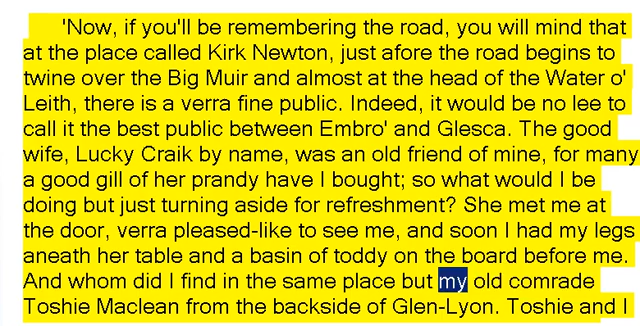 'Now, if you'll be remembering the road, you will mind that
at the place called Kirk Newton, just afore the road begins to
twine over the Big Muir and almost at the head of the Water o'
Leith, there is a verra fine public. Indeed, it would be no lee to
call it the best public between Embro' and Glesca. The good
wife, Lucky Craik by name, was an old friend of mine, for many
a good gill of her prandy have I bought; so what would I be
doing but just turning aside for refreshment? She met me at
the door, verra pleased-like to see me, and soon I had my legs
aneath her table and a basin of toddy on the board before me.
And whom did I find in the same place but my old comrade
Toshie Maclean from the backside of Glen-Lyon. Toshie and I